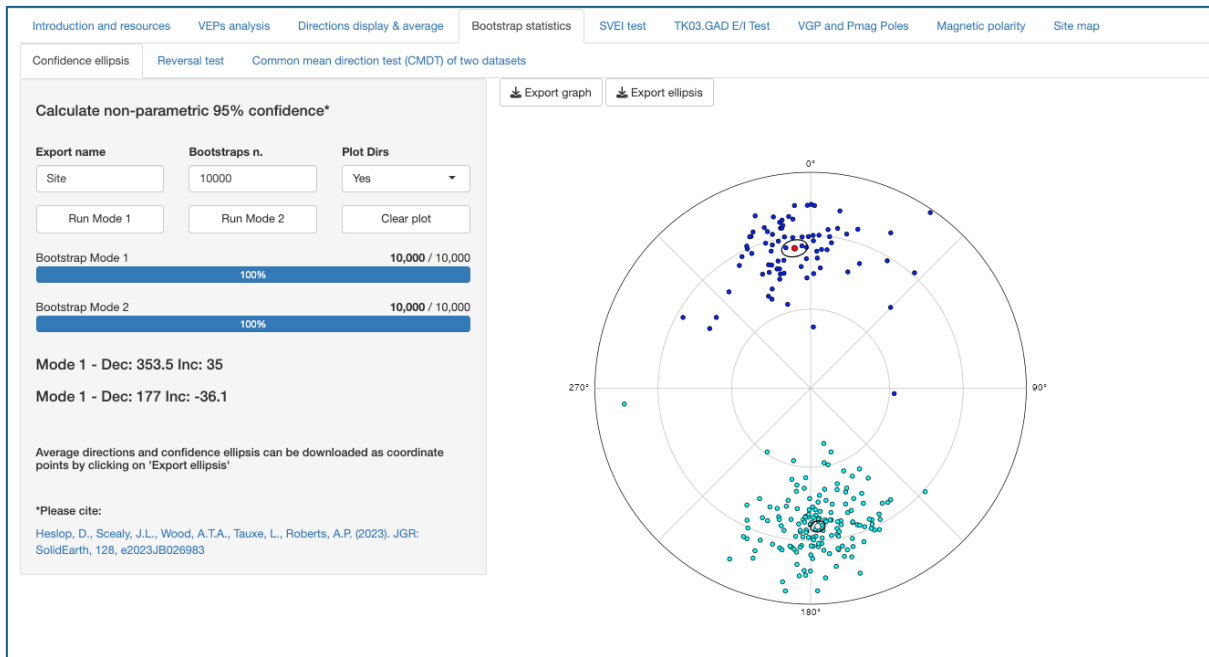 Introduction and resources VEPs analysis Directions display & average Bootstrap statistics SVEI test TK03.GAD E/I Test VGP and Pmag Poles Magnetic polarity Site map
Confidence ellipsis Reversal test Common mean direction test (CMDT) of two datasets
Calculate non-parametric 95% confidence*
Export name Bootstraps n. Plot Dirs
Site 10000 Yes
Run Mode 1 Run Mode 2 Clear plot
Bootstrap Mode 1 10,000 / 10,000
100%
Bootstrap Mode 2 10,000 / 10,000
100%
Mode 1 - Dec: 353.5 Inc: 35
Mode 1 - Dec: 177 Inc: -36.1
Average directions and confidence ellipsis can be downloaded as coordinate
points by clicking on 'Export ellipsis'
*Please cite:
Heslop, D., Scealy, J.L., Wood, A.T.A., Tauxe, L., Roberts, A.P. (2023). JGR:
SolidEarth, 128, e2023JB026983
Export graph Export ellipsis
0°
270° 90°
180°